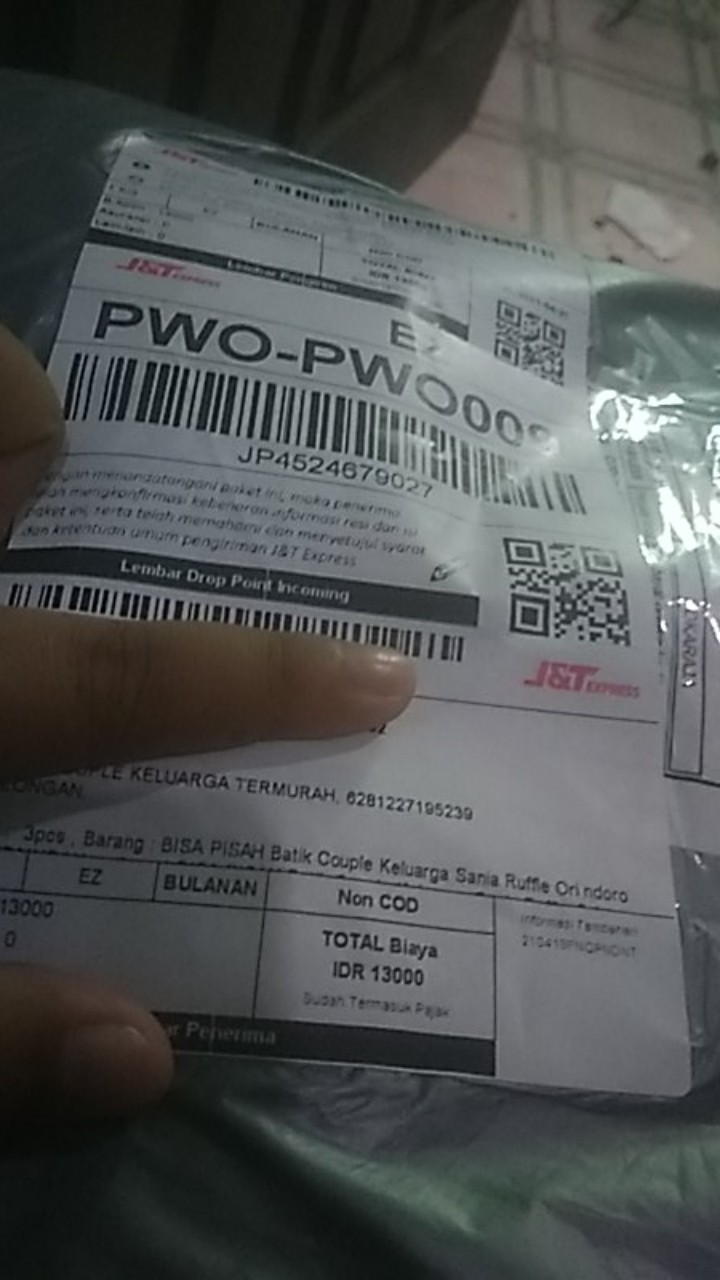 J&T
EZ
BULANAN
Lembar Pengirim
J&T EXPRESS
EZ
PWO-PWO009
JP4524679027
dengan menandatangani paket ini, maka penerima
telah mengkonfirmasi kebenaran informasi resi dan isi
paket ini, serta telah memahami dan menyetujui syarat
dan ketentuan umum pengiriman J&T Express
Lembar Drop Point Incoming
J&T EXPRESS
KELUARGA TERMURAH, 6281227195239
3pcs , Barang : BISA PISAH Batik Couple Keluarga Sania Ruffle Ori ndoro
EZ BULANAN Non COD
Informasi Tambahan
13000
0
TOTAL Biaya
IDR 13000
Sudah Termasuk Pajak
Penerima